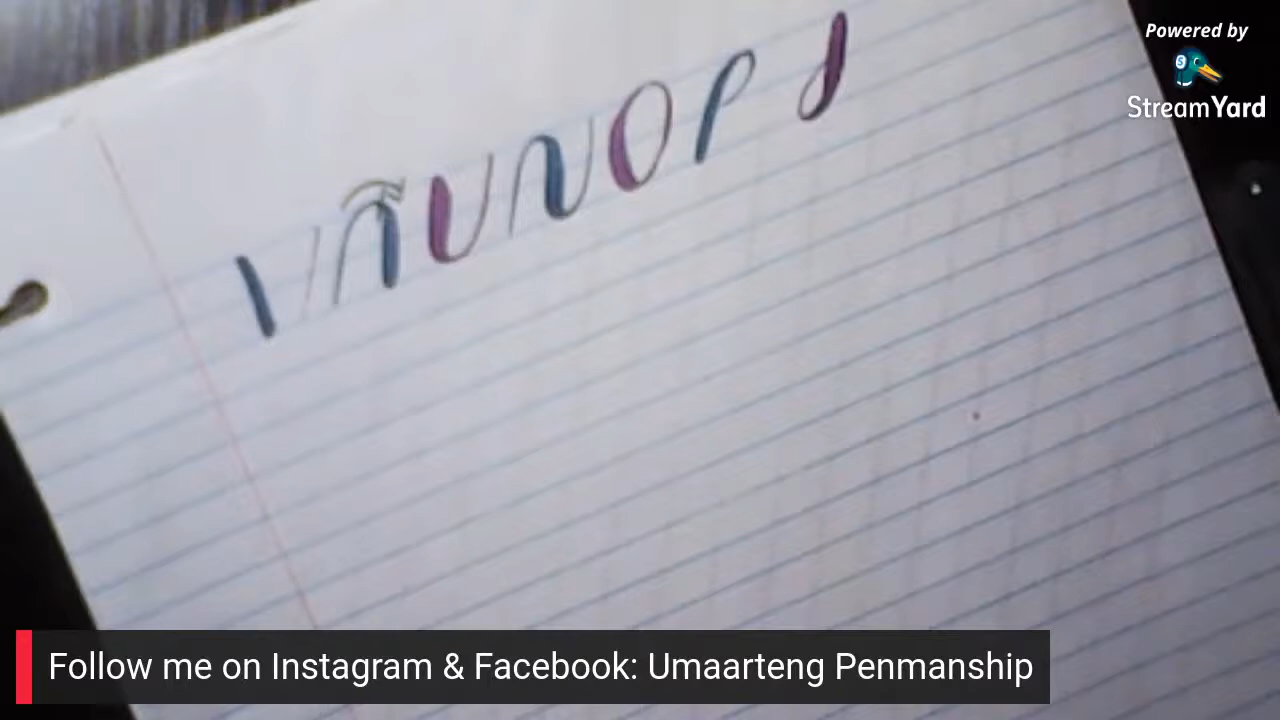 Powered by
StreamYard
Follow me on Instagram & Facebook: Umaarteng Penmanship